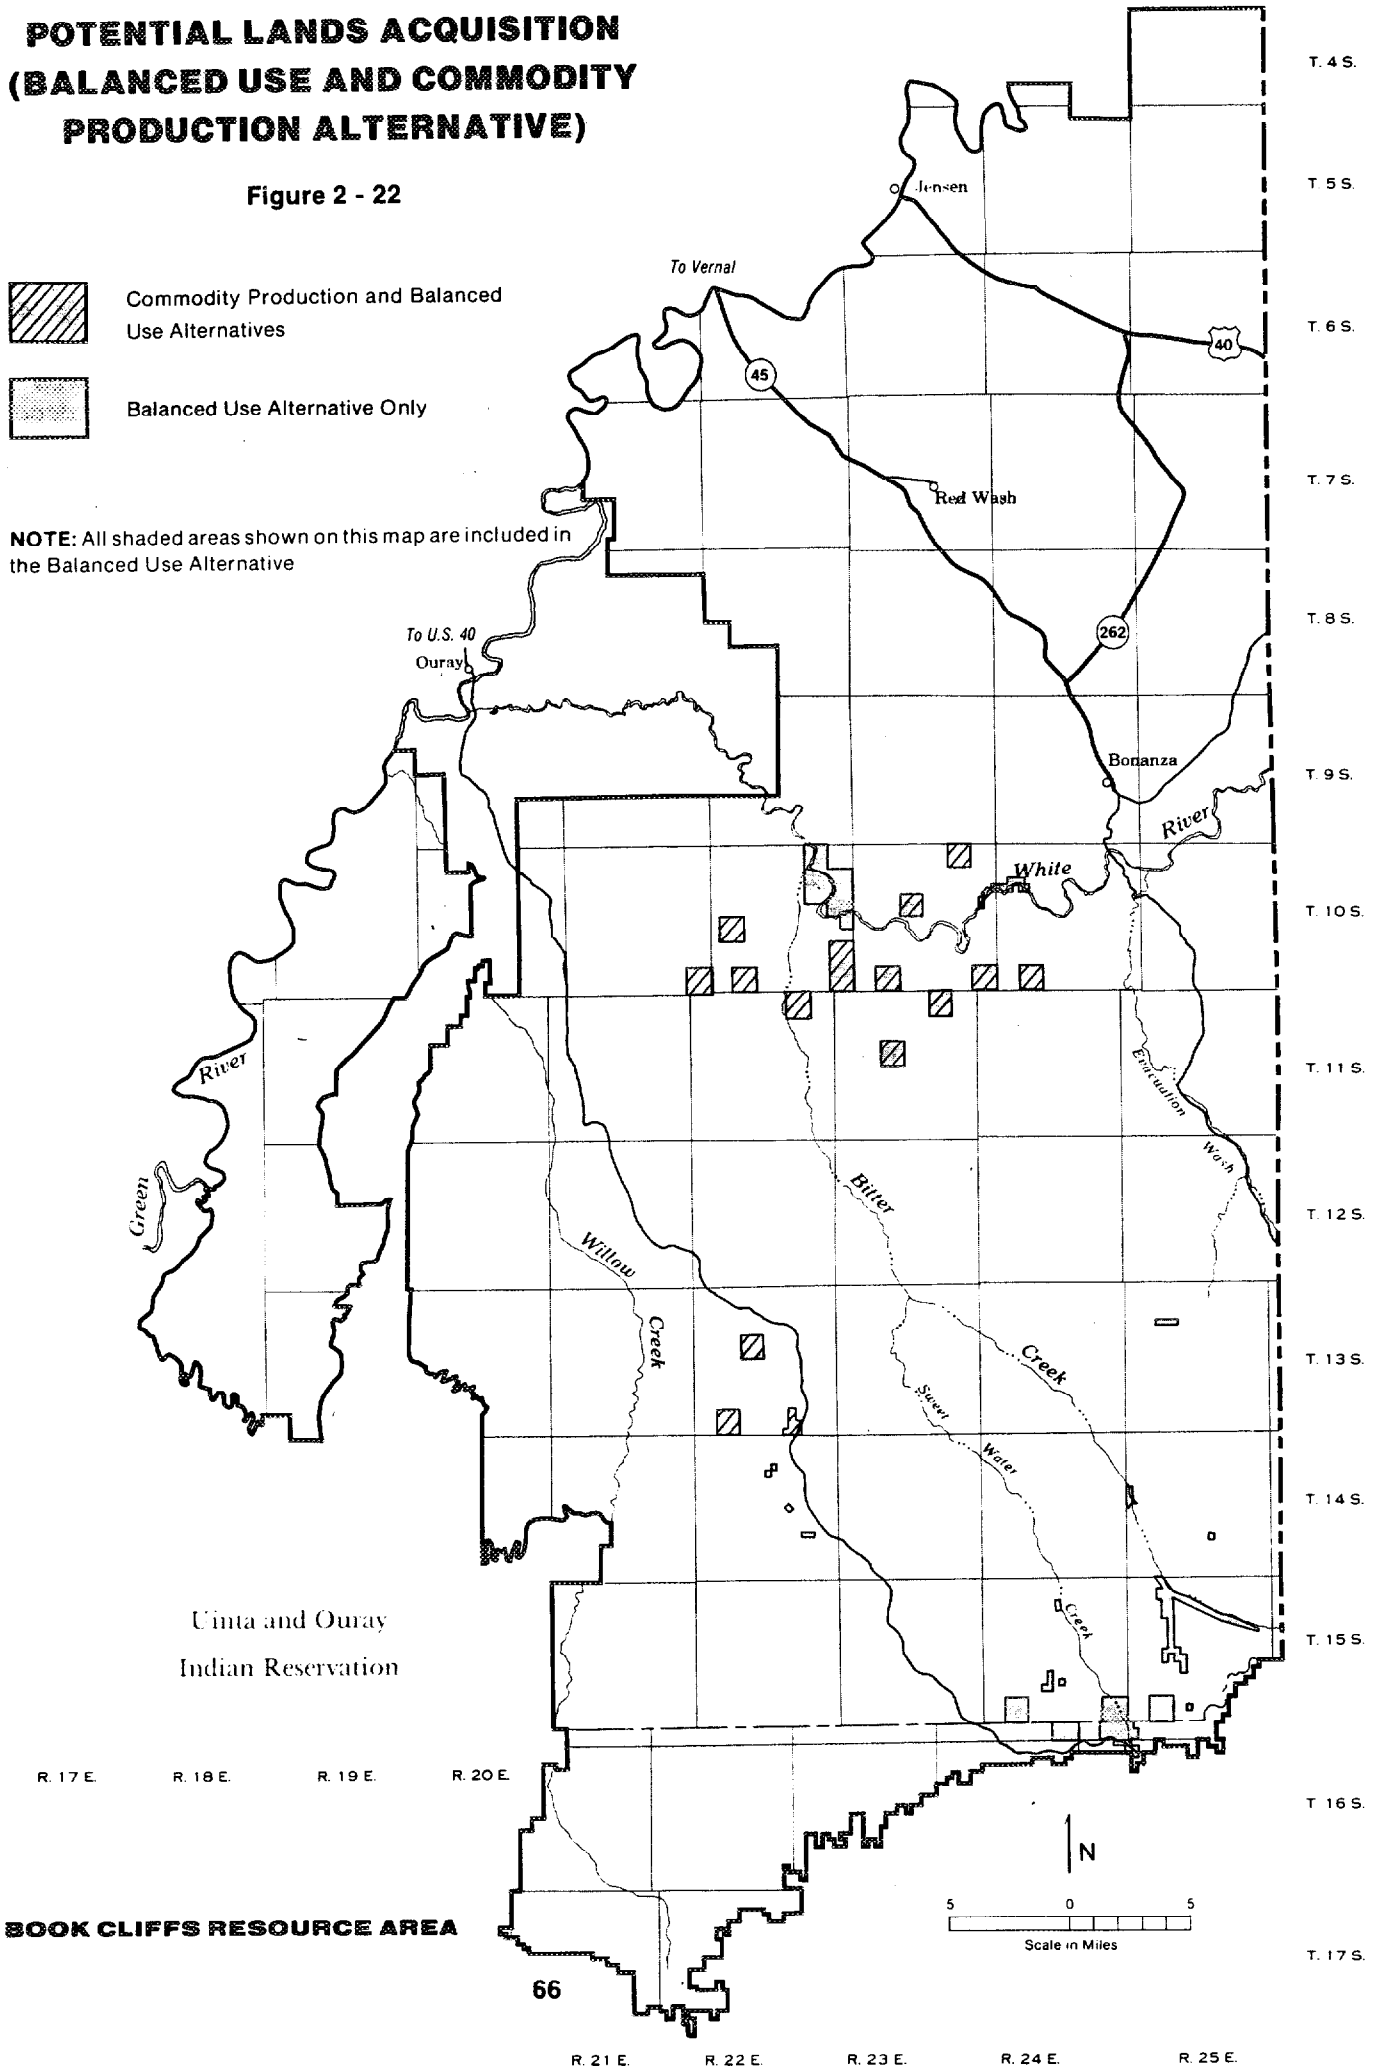 POTENTIAL LANDS ACQUISITION
(BALANCED USE AND COMMODITY
PRODUCTION ALTERNATIVE)
Figure 2 - 22
Commodity Production and Balanced
Use Alternatives
Balanced Use Alternative Only
NOTE: All shaded areas shown on this map are included in
the Balanced Use Alternative
T. 4 S.
Jensen
T. 5 S.
To Vernal
T. 6 S.
40
45
T. 7 S.
Red Wash
T. 8 S.
262
To U.S. 40
Ouray
Bonanza
T. 9 S.
River
White
T. 10 S.
River
T. 11 S.
Evacuation
Wash
Green
Bitter
T. 12 S.
Willow
Creek
Creek
T. 13 S.
Sweet
Water
T. 14 S.
Creek
Uinta and Ouray
Indian Reservation
T. 15 S.
R. 17 E.
R. 18 E.
R. 19 E.
R. 20 E.
T 16 S.
N
5 0 5
Scale in Miles
BOOK CLIFFS RESOURCE AREA
T. 17 S.
66
R. 21 E.
R. 22 E.
R. 23 E.
R. 24 E.
R. 25 E.